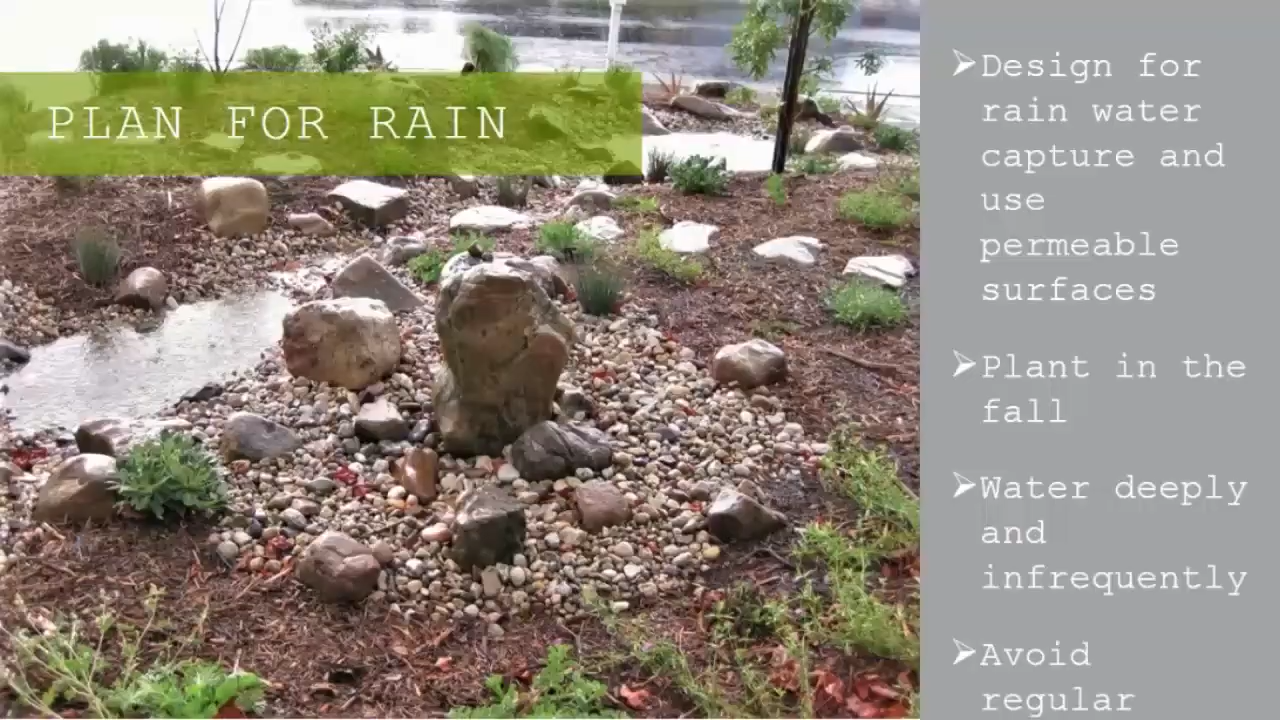 PLAN FOR RAIN
➢Design for
rain water
capture and
use
permeable
surfaces
➢Plant in the
fall
➢Water deeply
and
infrequently
➢Avoid
regular